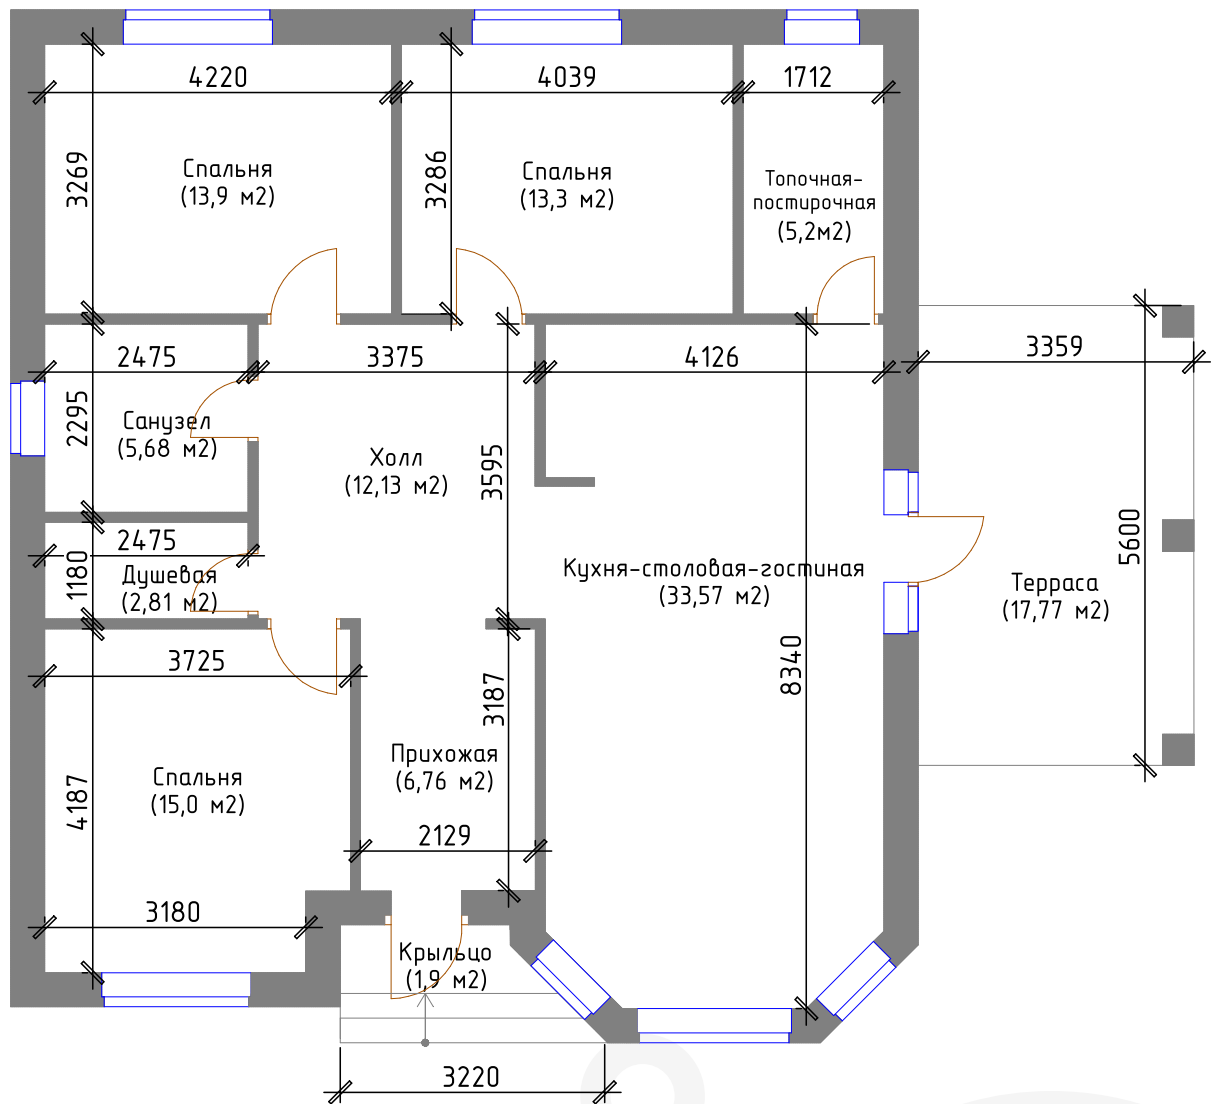 4220
4039
1712
3269
3286
Спальня
(13,9 м2)
Спальня
(13,3 м2)
Топочная-
постирочная
(5,2м2)
2475
3375
4126
3359
2295
Санузел
(5,68 м2)
Холл
(12,13 м2)
3595
5600
2475
1180
Душевая
(2,81 м2)
Кухня-столовая-гостиная
(33,57 м2)
Терраса
(17,77 м2)
3725
8340
3187
Прихожая
(6,76 м2)
Спальня
(15,0 м2)
4187
2129
3180
Крыльцо
(1,9 м2)
3220